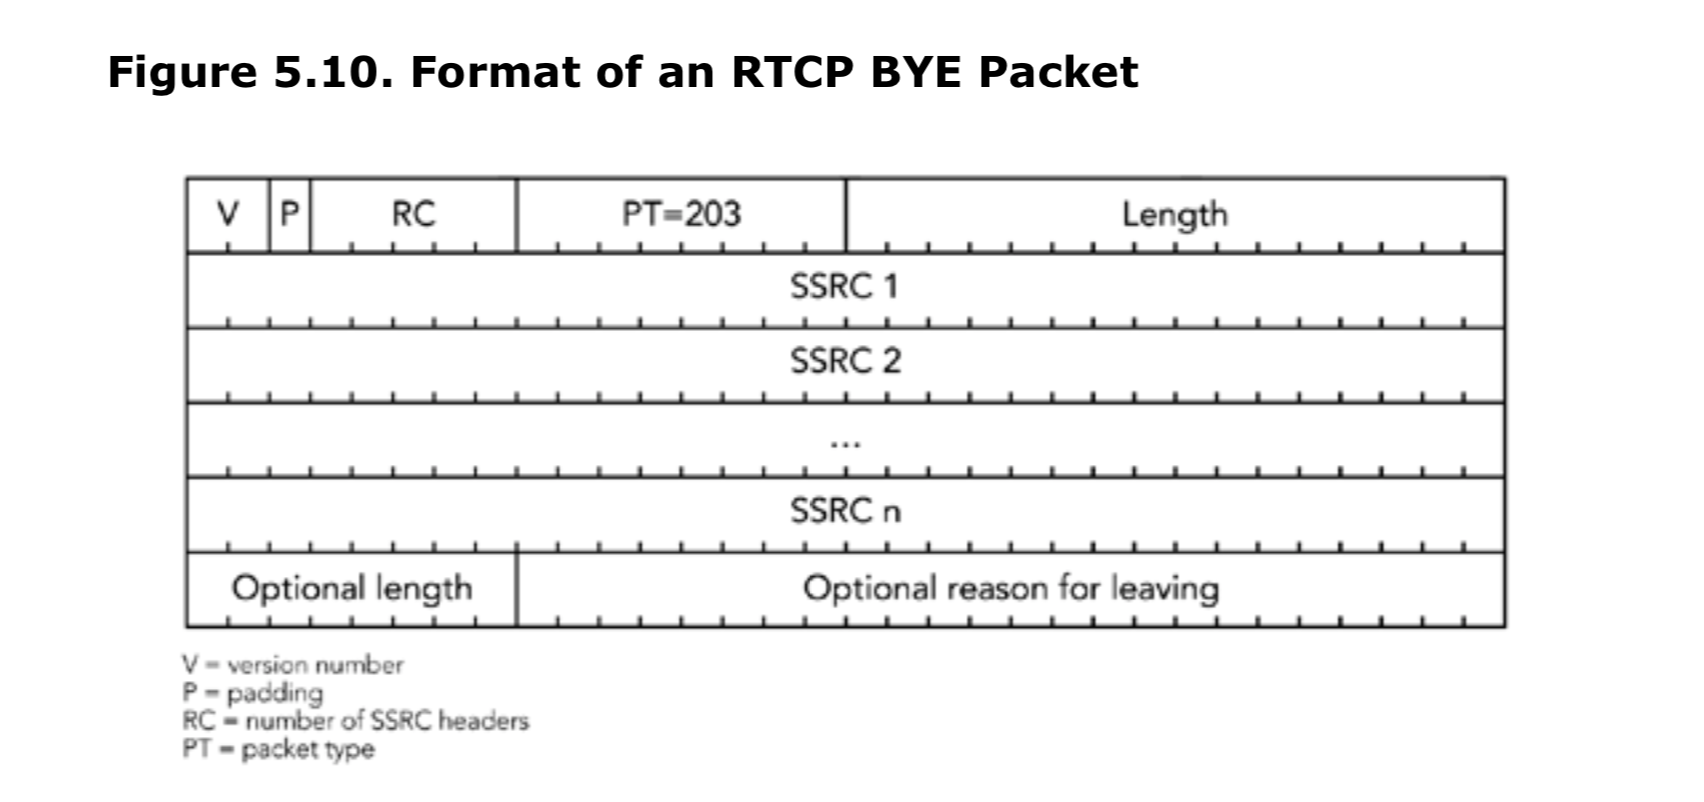 Figure 5.10. Format of an RTCP BYE Packet
V P RC PT=203 Length
SSRC 1
SSRC 2
...
SSRC n
Optional length Optional reason for leaving
V = version number
P = padding
RC = number of SSRC headers
PT = packet type